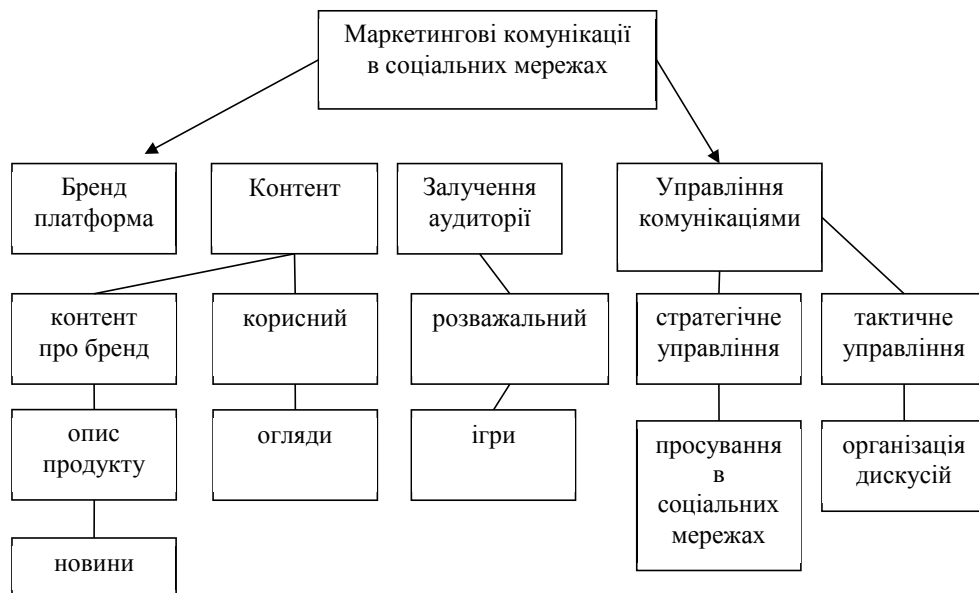 Маркетингові комунікації
в соціальних мережах
Бренд
платформа
Контент
Залучення
аудиторії
Управління
комунікаціями
контент
про бренд
корисний
розважальний
стратегічне
управління
тактичне
управління
опис
продукту
огляди
ігри
просування
в
соціальних
мережах
організація
дискусій
новини